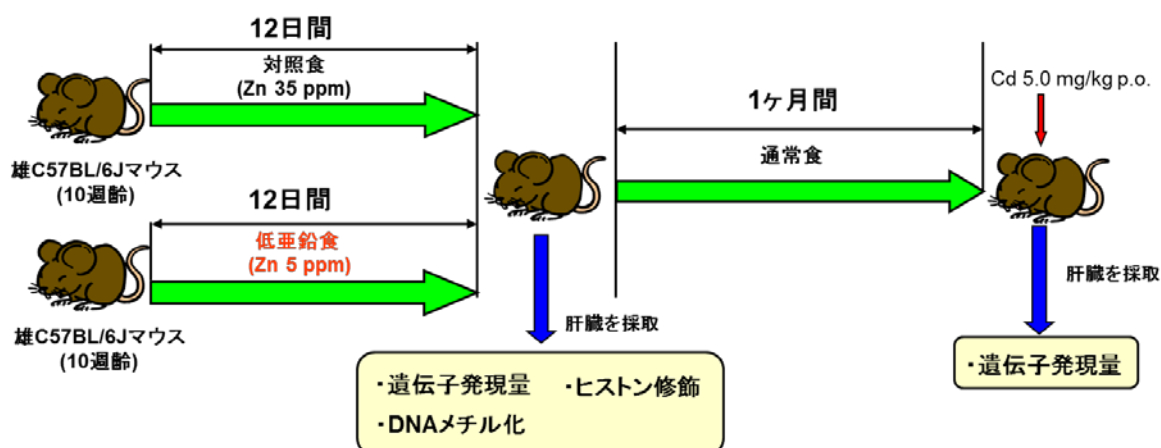 12日間
対照食
(Zn 35 ppm)
雄C57BL/6Jマウス
(10週齢)
12日間
低亜鉛食
(Zn 5 ppm)
雄C57BL/6Jマウス
(10週齢)
肝臓を採取
・遺伝子発現量 ・ヒストン修飾
・DNAメチル化
1ヶ月間
通常食
Cd 5.0 mg/kg p.o.
肝臓を採取
・遺伝子発現量